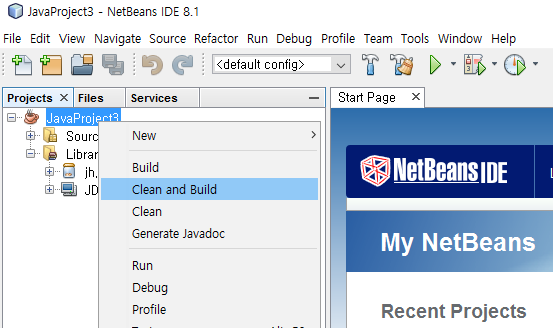 JavaProject3 - NetBeans IDE 8.1
File Edit View Navigate Source Refactor Run Debug Profile Team Tools Window Help
<default config>
Projects Files Services
Start Page
JavaProject3
Sourc
Librar
jh.
JD
New
Build
Clean and Build
Clean
Generate Javadoc
Run
Debug
Profile
NetBeans IDE
My NetBeans
Recent Projects